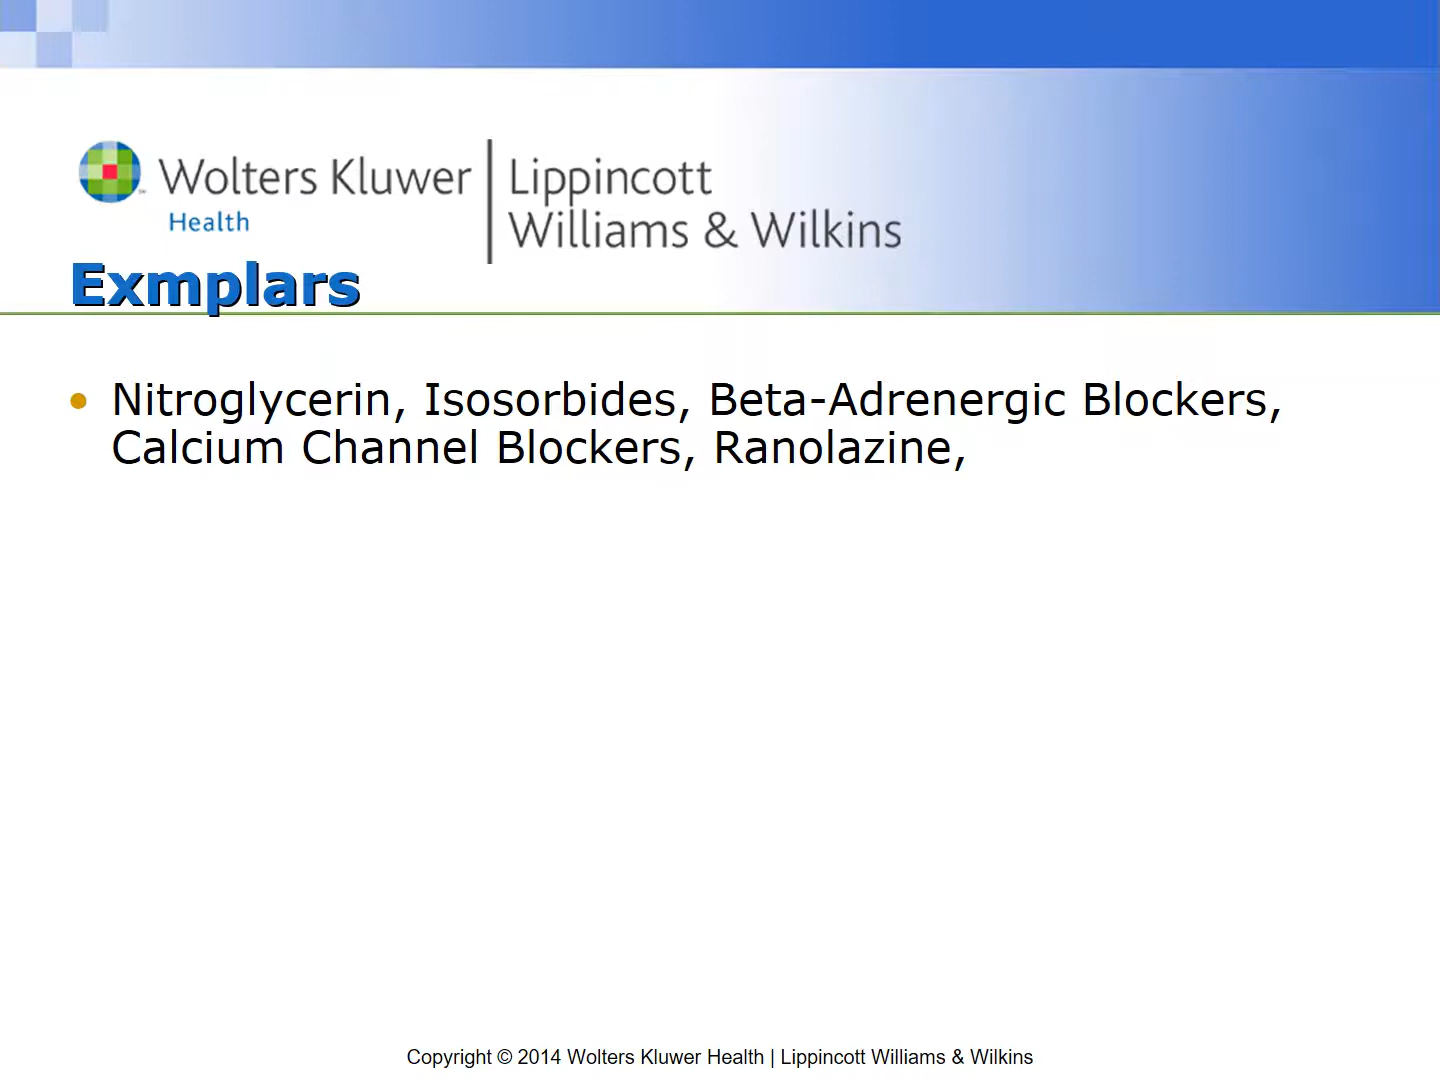 Wolters Kluwer
Health
Lippincott
Williams & Wilkins
Exmplars
• Nitroglycerin, Isosorbides, Beta-Adrenergic Blockers,
Calcium Channel Blockers, Ranolazine,
Copyright © 2014 Wolters Kluwer Health | Lippincott Williams & Wilkins